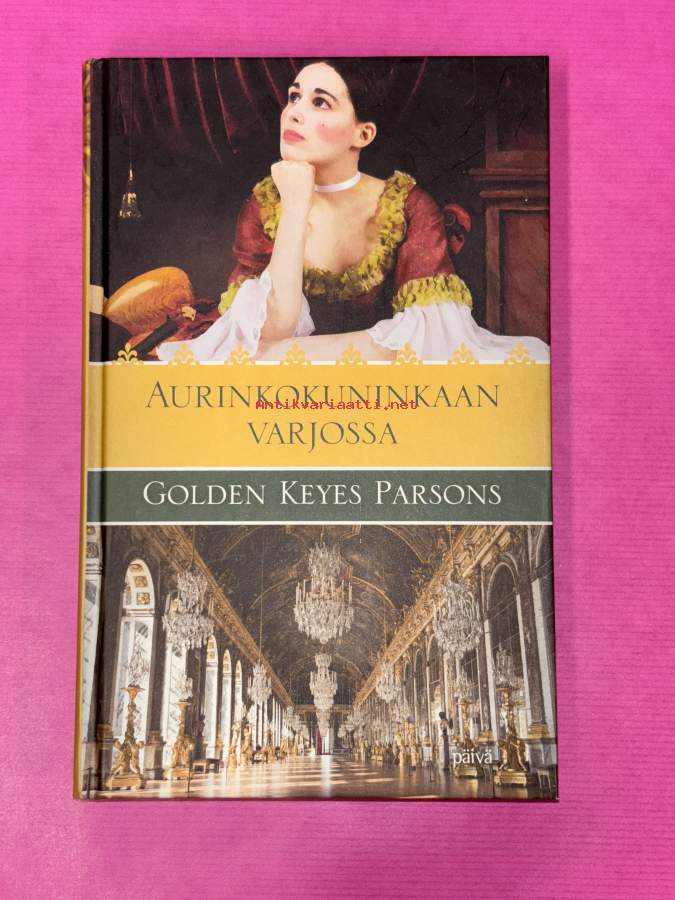 AURINKOKUNINKAAN
Antikvariaatti.net
VARJOSSA
GOLDEN KEYES PARSONS
päivä